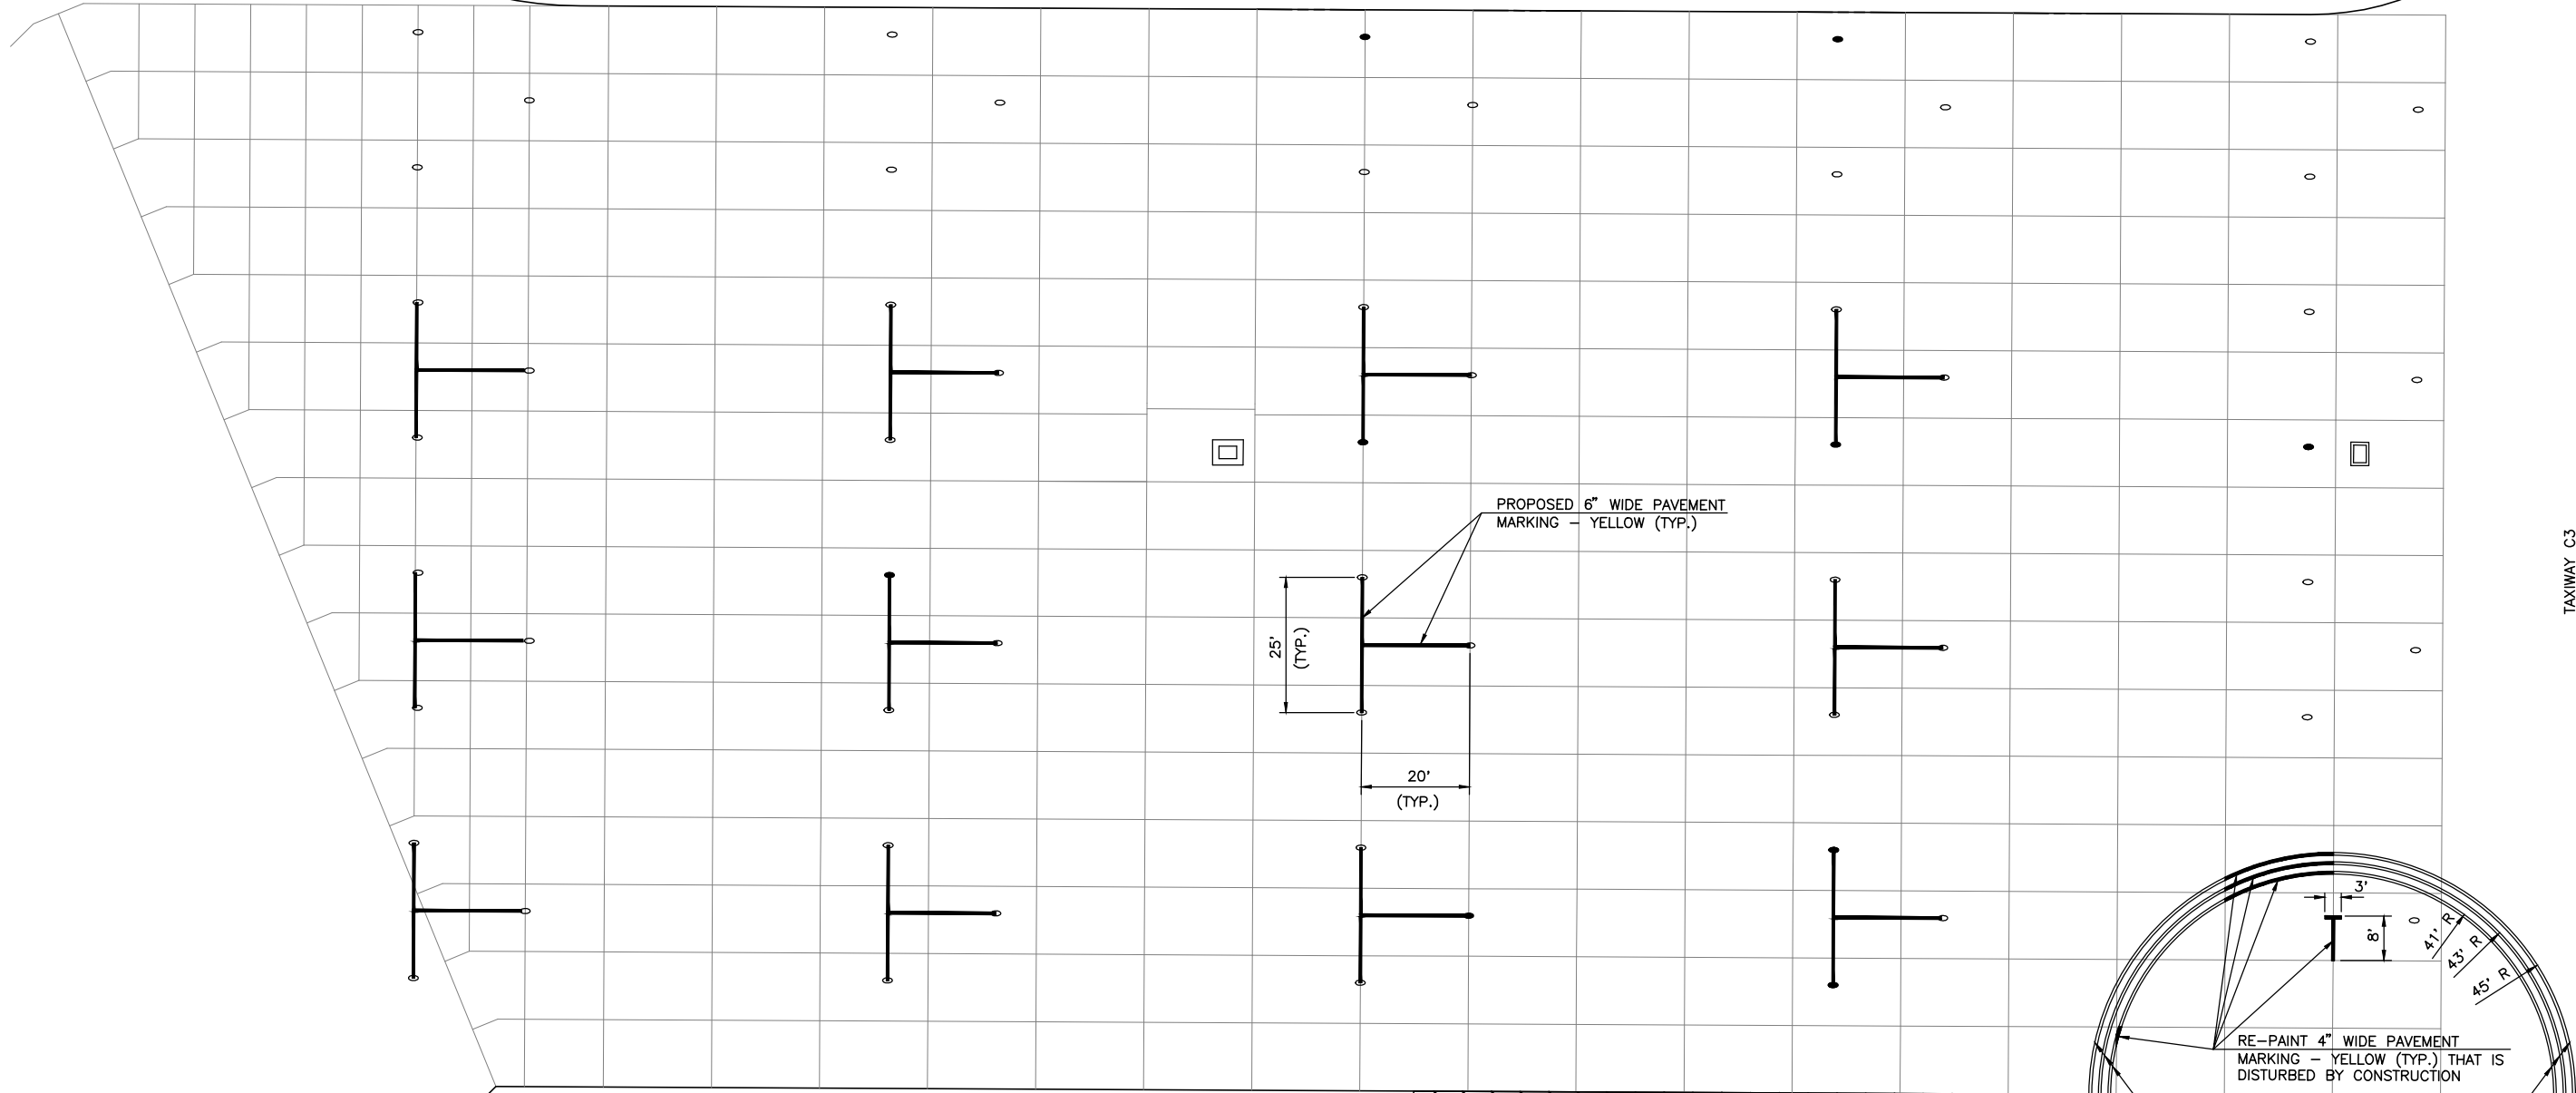 PROPOSED 6" WIDE PAVEMENT
MARKING - YELLOW (TYP.)
TAXIWAY C3
25'
(TYP.)
20'
(TYP.)
3'
8'
41' R
43' R
45' R
RE-PAINT 4" WIDE PAVEMENT
MARKING - YELLOW (TYP.) THAT IS
DISTURBED BY CONSTRUCTION